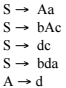 S → Aa
S → bAc
S → dc
S → bda
A → d